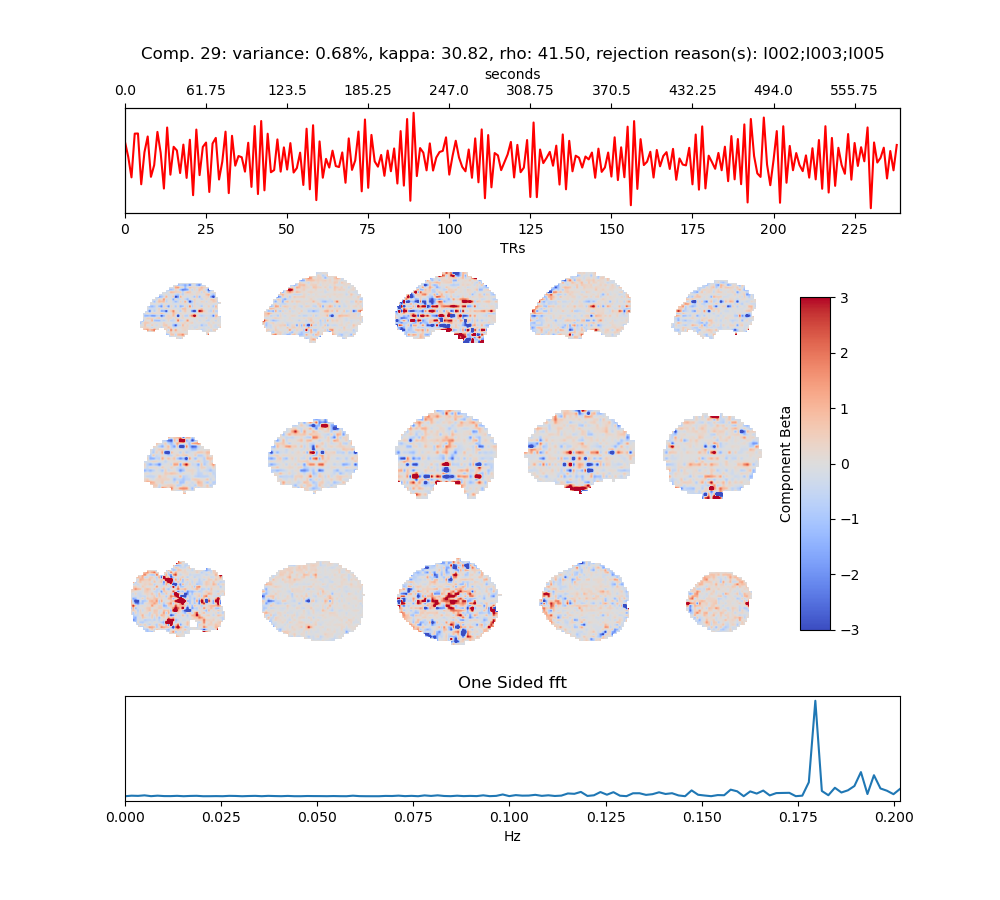 Comp. 29: variance: 0.68%, kappa: 30.82, rho: 41.50, rejection reason(s): I002;I003;I005
seconds
0.0 61.75 123.5 185.25 247.0 308.75 370.5 432.25 494.0 555.75
0 25 50 75 100 125 150 175 200 225
TRs
3
2
1
0
−1
−2
−3
Component Beta
One Sided fft
0.000 0.025 0.050 0.075 0.100 0.125 0.150 0.175 0.200
Hz